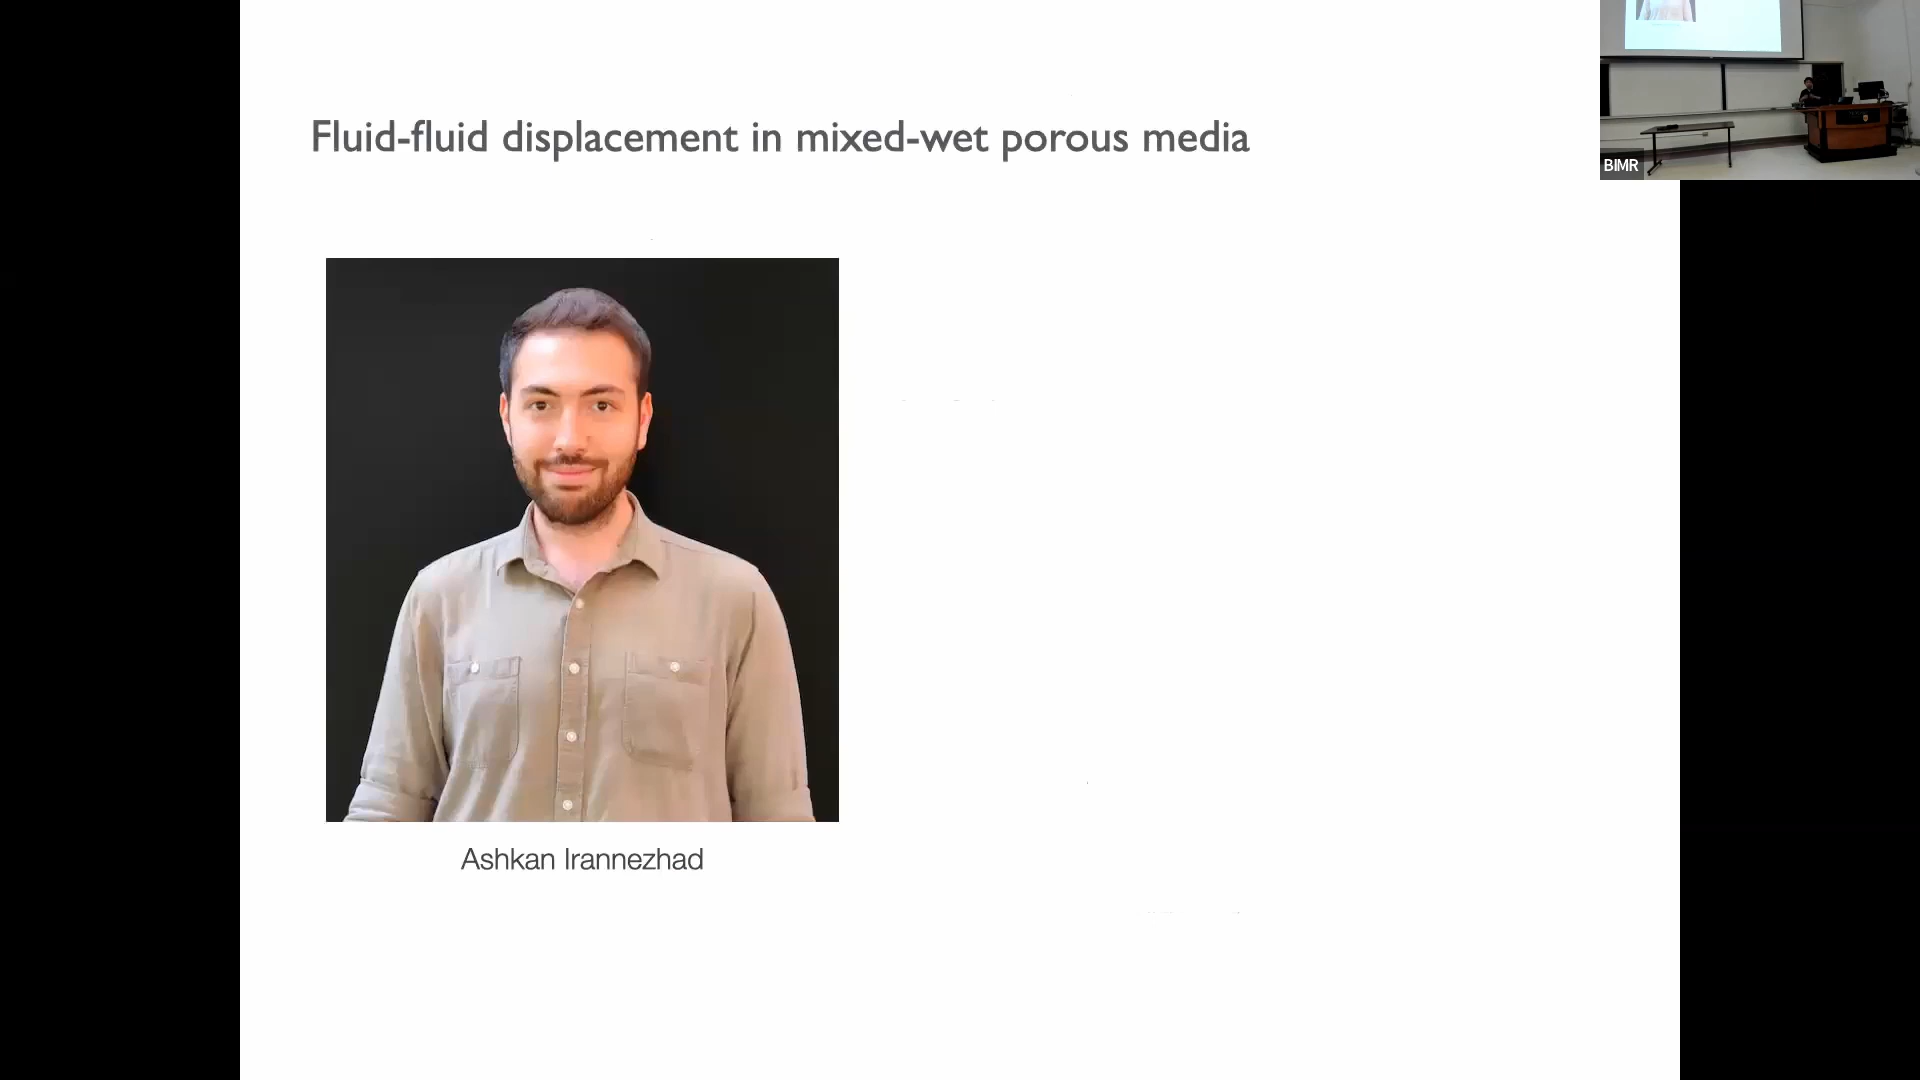 Fluid-fluid displacement in mixed-wet porous media
BIMR
Ashkan Irannezhad